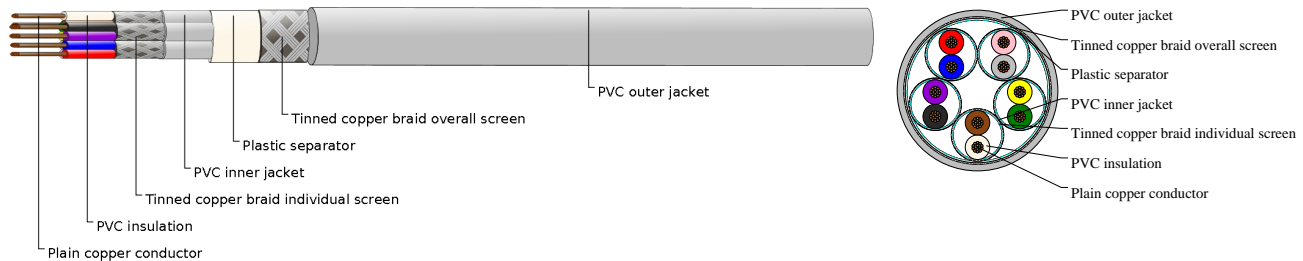 PVC outer jacket
Tinned copper braid overall screen
Plastic separator
PVC inner jacket
Tinned copper braid individual screen
PVC insulation
Plain copper conductor
PVC outer jacket
Tinned copper braid overall screen
Plastic separator
PVC inner jacket
Tinned copper braid individual screen
PVC insulation
Plain copper conductor